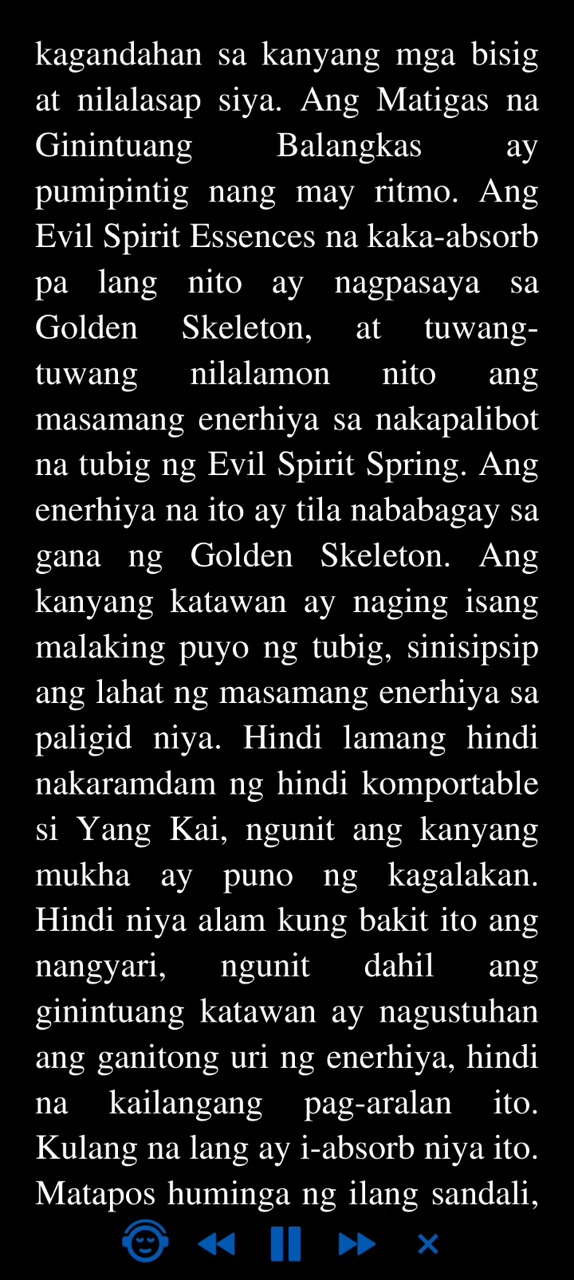 kagandahan sa kanyang mga bisig
at nilalasap siya. Ang Matigas na
Ginintuang Balangkas ay
pumipintig nang may ritmo. Ang
Evil Spirit Essences na kaka-absorb
pa lang nito ay nagpasaya sa
Golden Skeleton, at tuwang-
tuwang nilalamon nito ang
masamang enerhiya sa nakapalibot
na tubig ng Evil Spirit Spring. Ang
enerhiya na ito ay tila nababagay sa
gana ng Golden Skeleton. Ang
kanyang katawan ay naging isang
malaking puyo ng tubig, sinisipsip
ang lahat ng masamang enerhiya sa
paligid niya. Hindi lamang hindi
nakaramdam ng hindi komportable
si Yang Kai, ngunit ang kanyang
mukha ay puno ng kagalakan.
Hindi niya alam kung bakit ito ang
nangyari, ngunit dahil ang
ginintuang katawan ay nagustuhan
ang ganitong uri ng enerhiya, hindi
na kailangang pag-aralan ito.
Kulang na lang ay i-absorb niya ito.
Matapos huminga ng ilang sandali,